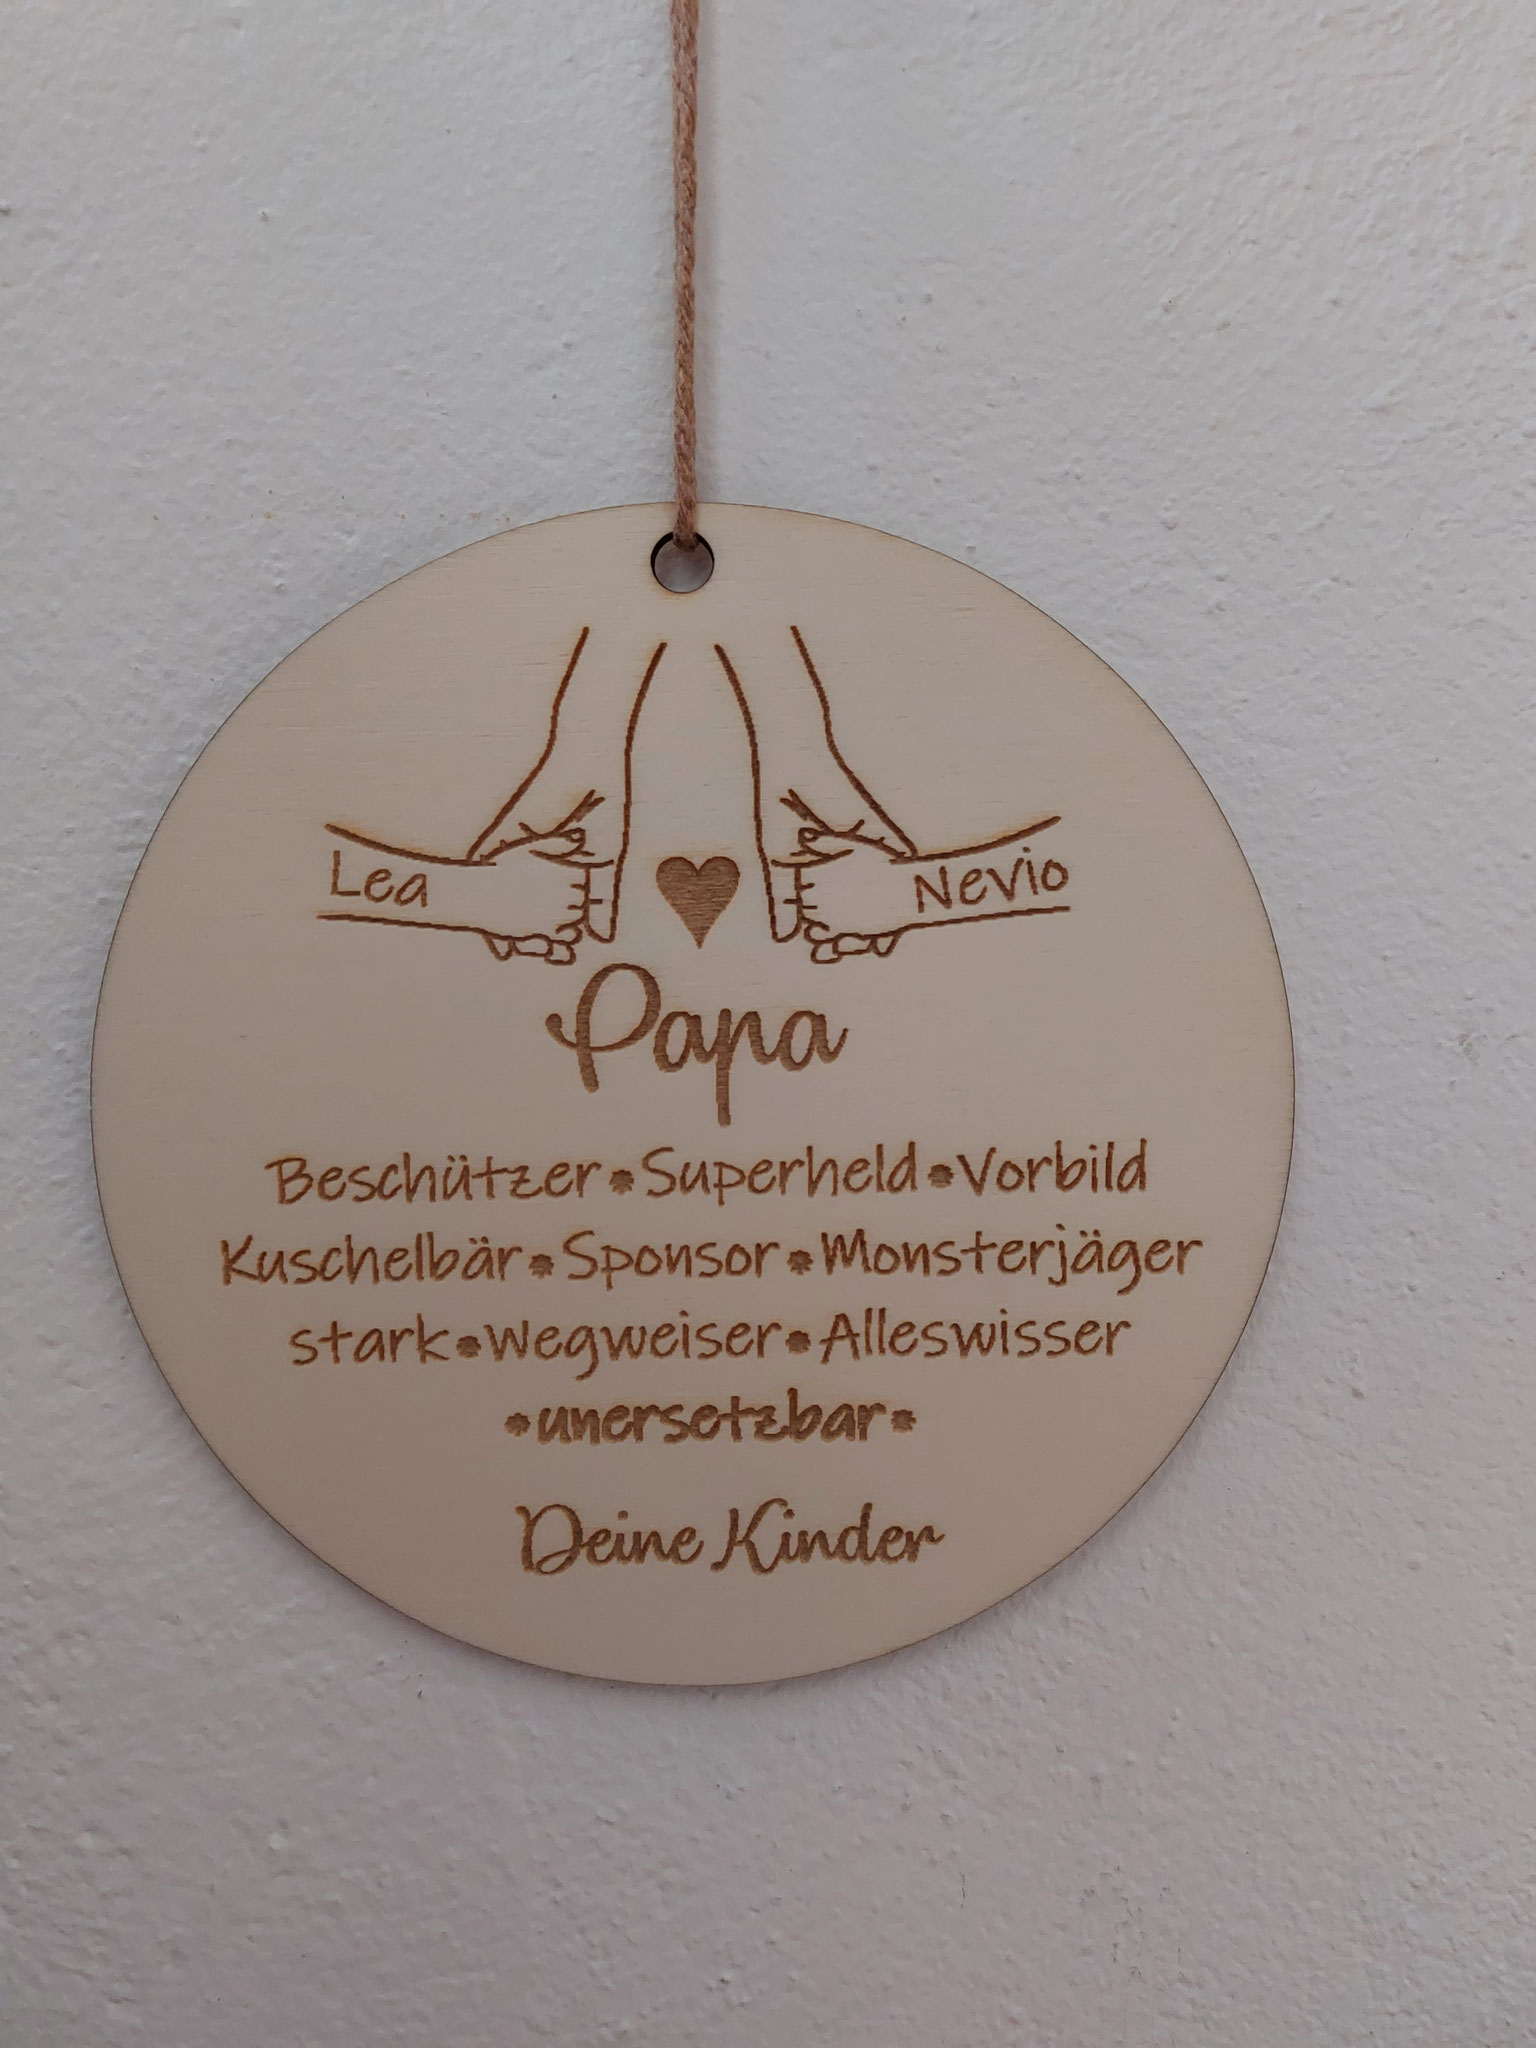 Lea Nevio
Papa
Beschützer•Superheld•Vorbild
Kuschelbär•Sponsor•Monsterjäger
stark•Wegweiser•Alleswisser
•unersetzbar•
Deine Kinder